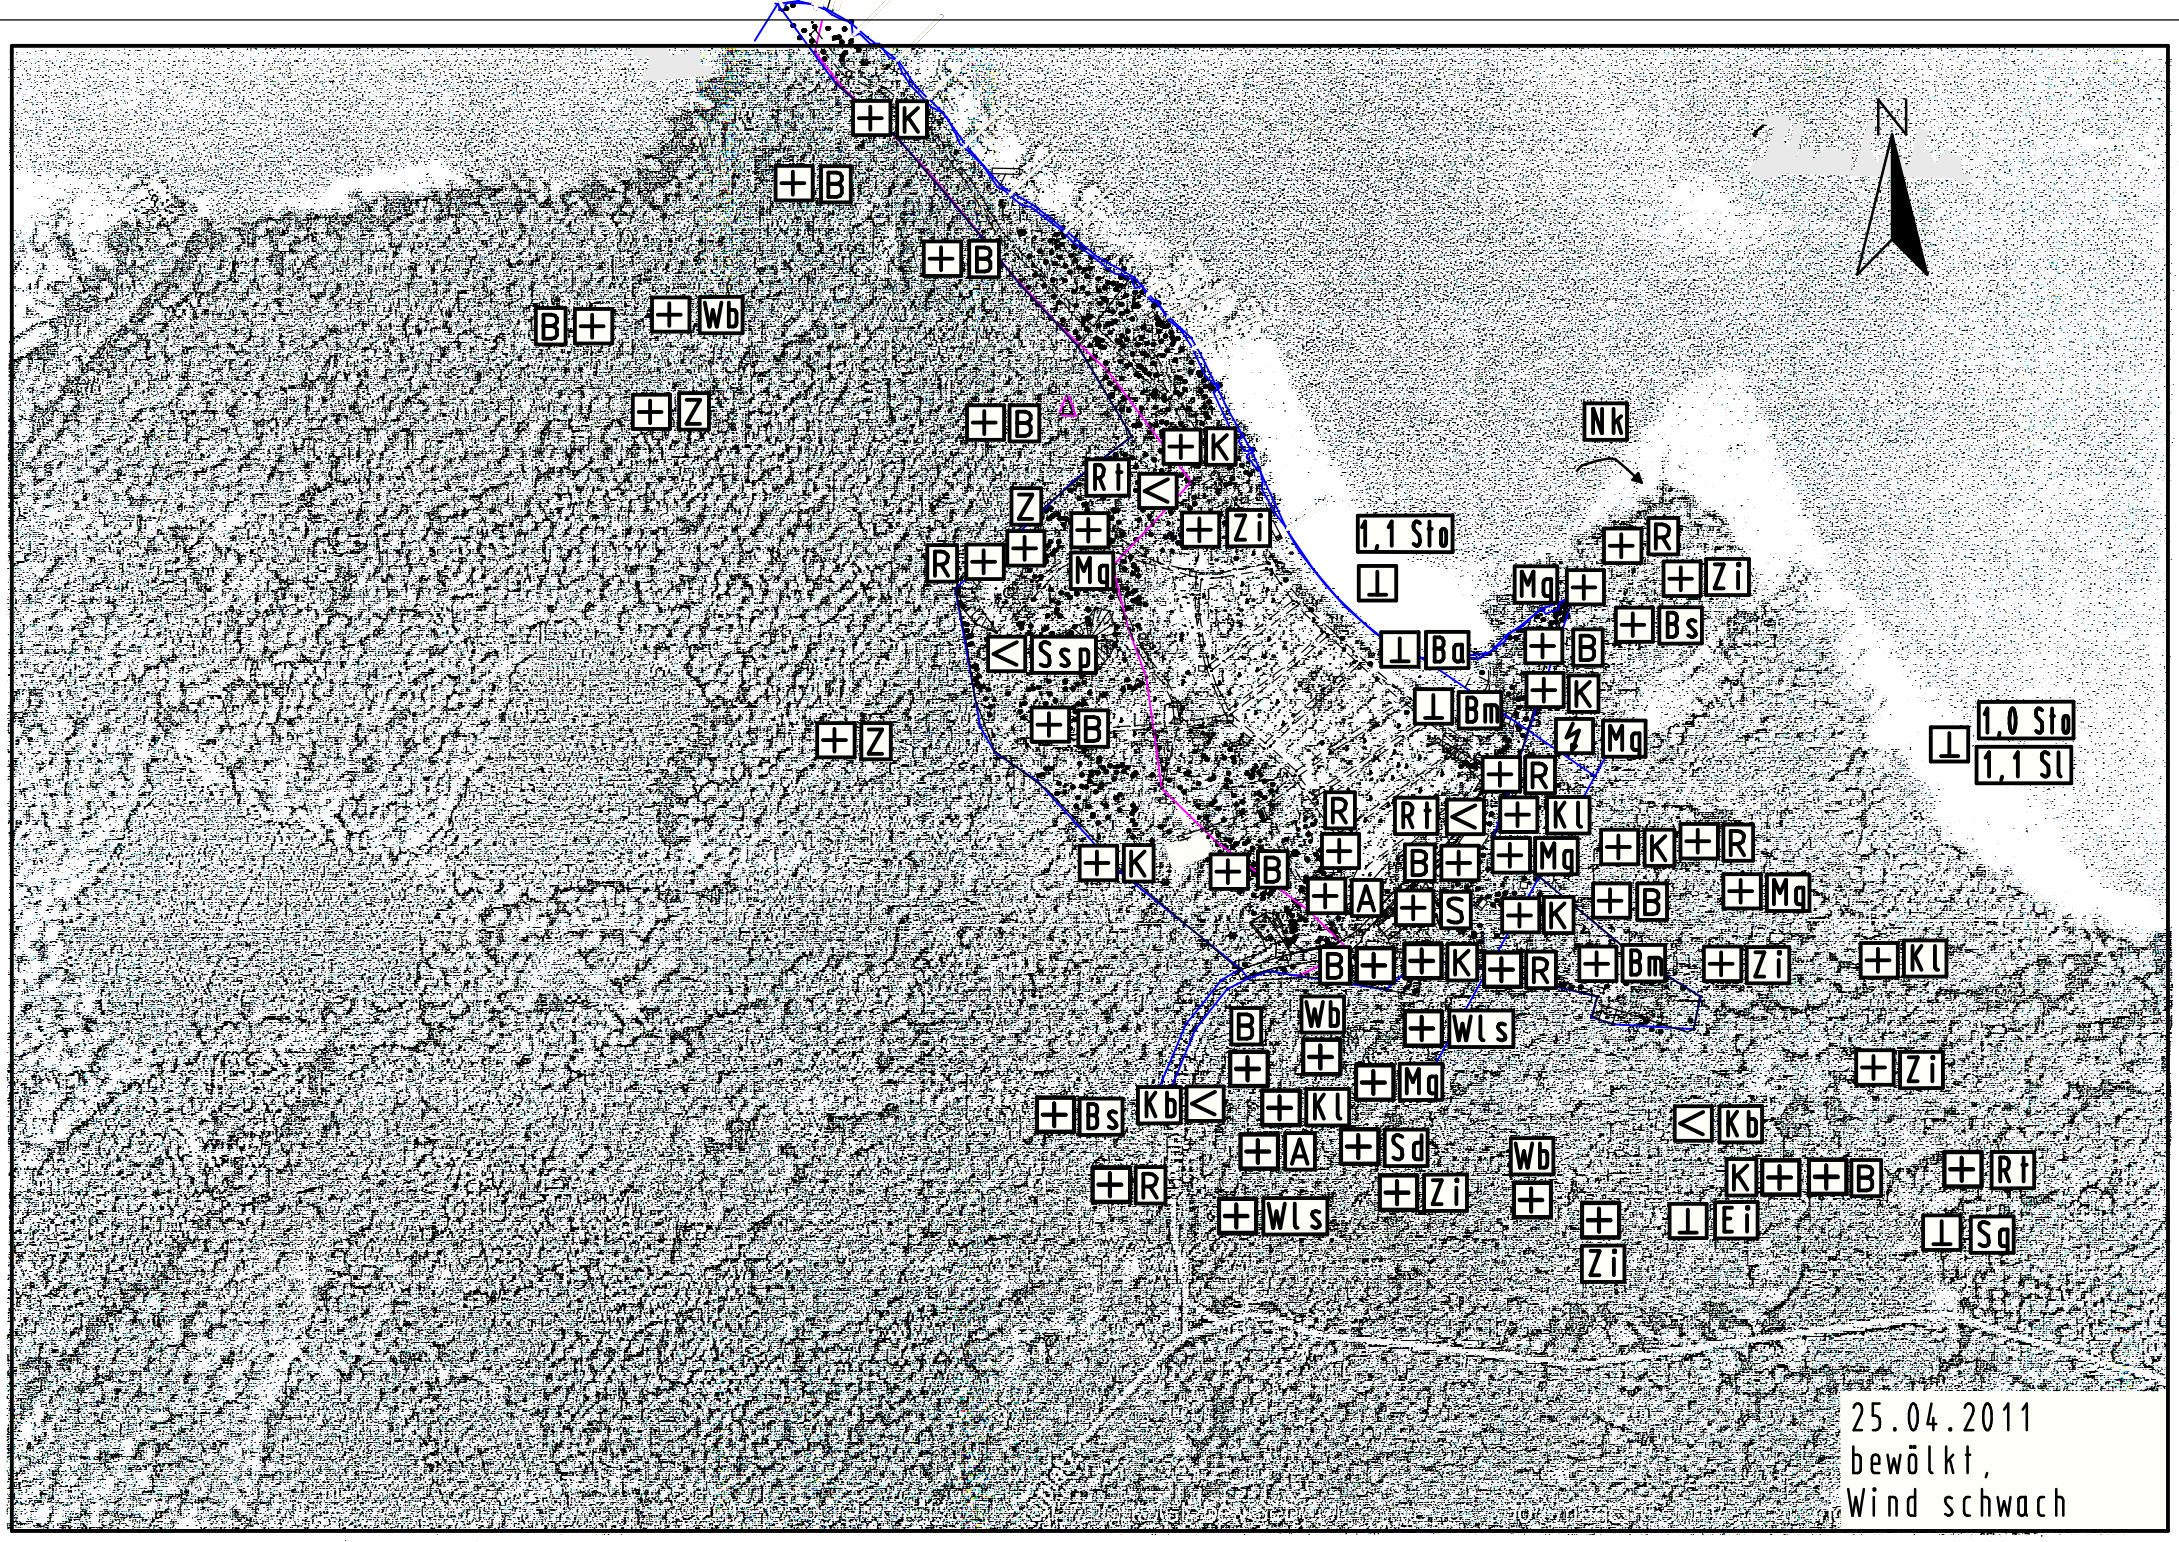 N
+ K
+ B
+ B
B +
+ Wb
+ Z
+ B
Nk
+ K
Rt <
Z
+
+
+ Zi
1,1 Sto
⊥
R +
Mg
+ R
Mg +
+ Zi
+ Bs
< Ssp
⊥ Ba
+ B
+ K
⊥ Bm
+ B
+ Z
Mg
1,0 Sto
⊥
1,1 Sl
+ R
R
+
Rt <
+ Kl
+ K
+ B
B +
+ Mg
+ K
+ R
+ A
+ S
+ K
+ B
+ Mg
B +
+ K
+ R
+ Bm
+ Zi
+ Kl
B
+
Wb
+
+ Wls
+ Mg
+ Zi
+ Bs
Kb <
+ Kl
< Kb
+ A
+ Sd
Wb
+
+ R
+ Zi
K +
+ B
+ Rt
+ Wls
+
Zi
⊥ Ei
⊥ Sg
25.04.2011
bewölkt,
Wind schwach